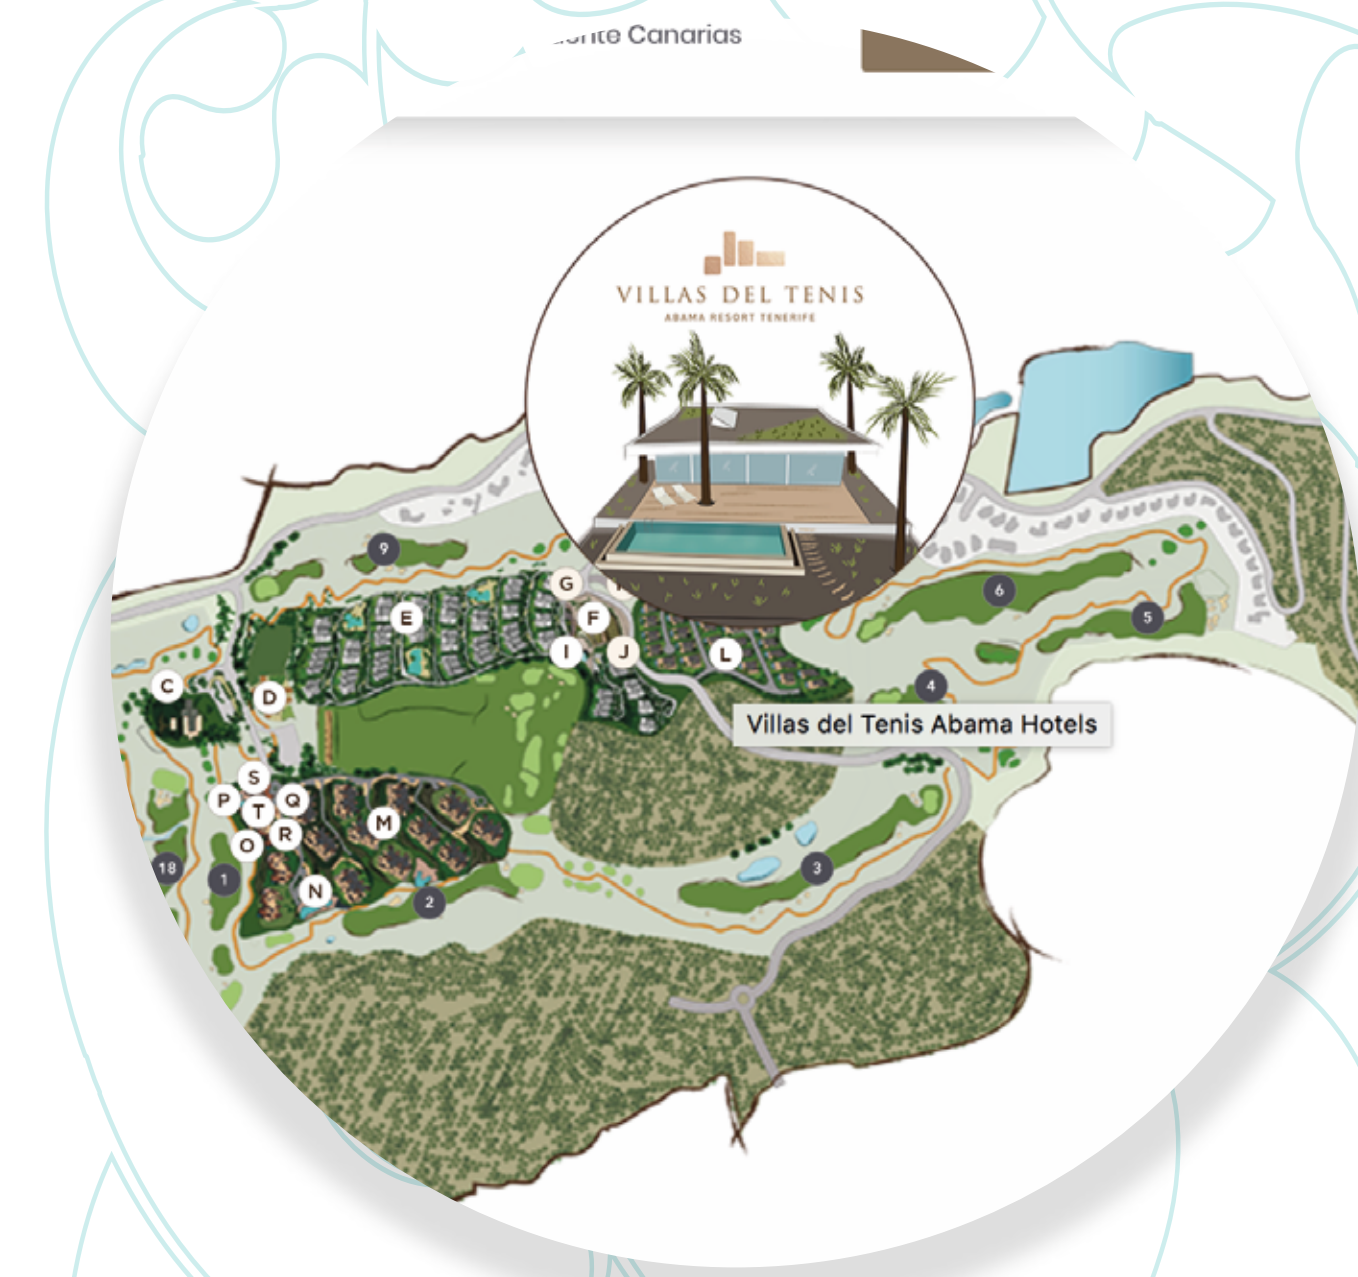 Canarias
VILLAS DEL TENIS
ABAMA RESORT TENERIFE
9
G
6
E
F
5
I
J
L
C
4
D
Villas del Tenis Abama Hotels
S
P
Q
T
M
R
O
18
1
3
N
2